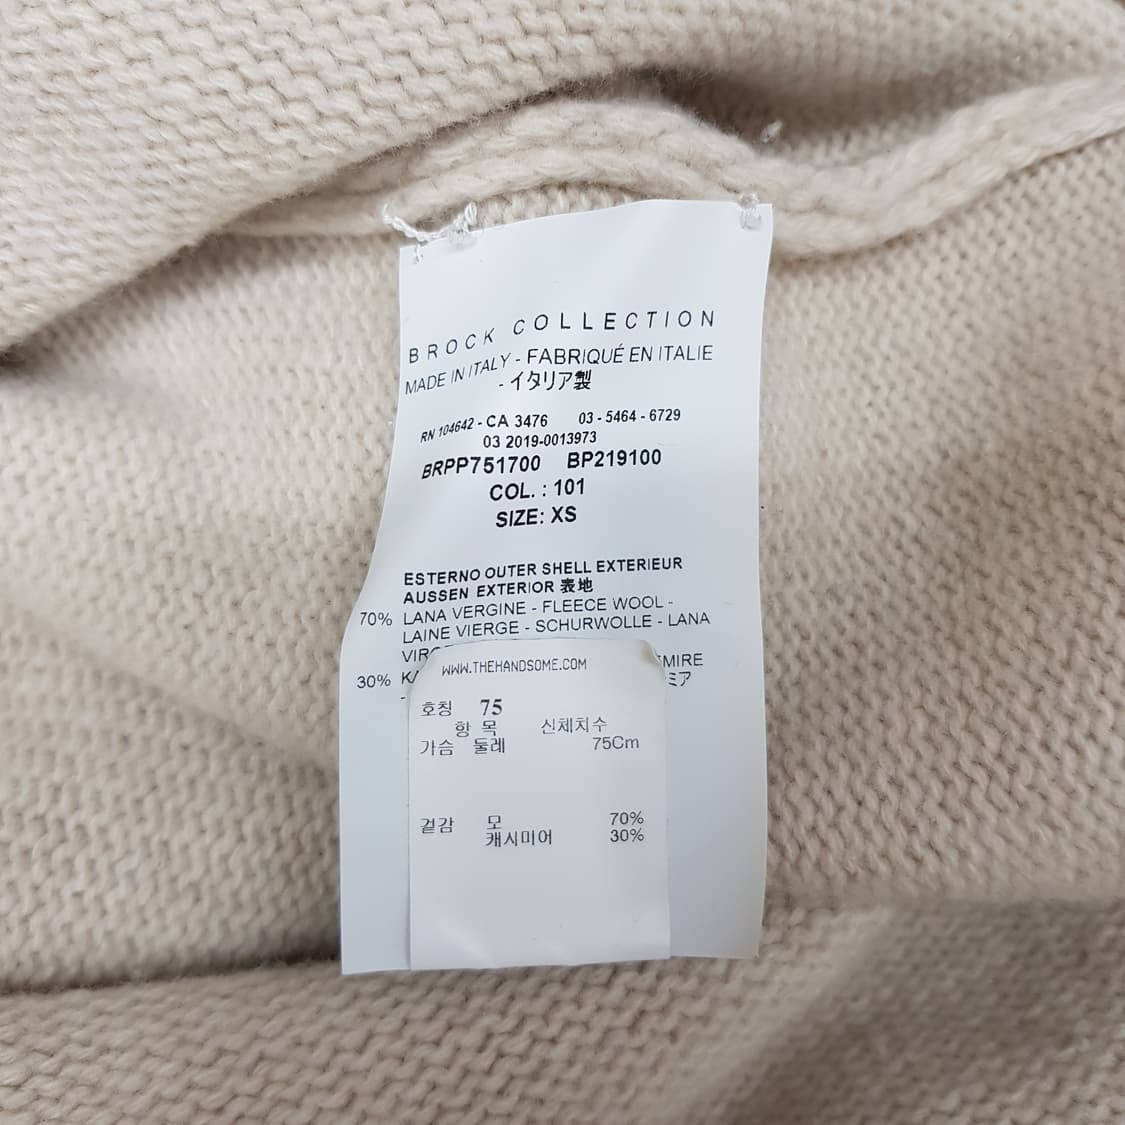 BROCK COLLECTION
MADE IN ITALY - FABRIQUÉ EN ITALIE
- イタリア製
RN 104642 - CA 3476 03 - 5464 - 6729
03 2019-0013973
BRPP751700 BP219100
COL. : 101
SIZE: XS
ESTERNO OUTER SHELL EXTERIEUR
AUSSEN EXTERIOR 表地
70% LANA VERGINE - FLEECE WOOL -
LAINE VIERGE - SCHURWOLLE - LANA
30%
WWW.THEHANDSOME.COM
호칭 75
항 목 신체치수
가슴 둘레 75Cm
겉감 모 70%
캐시미어 30%